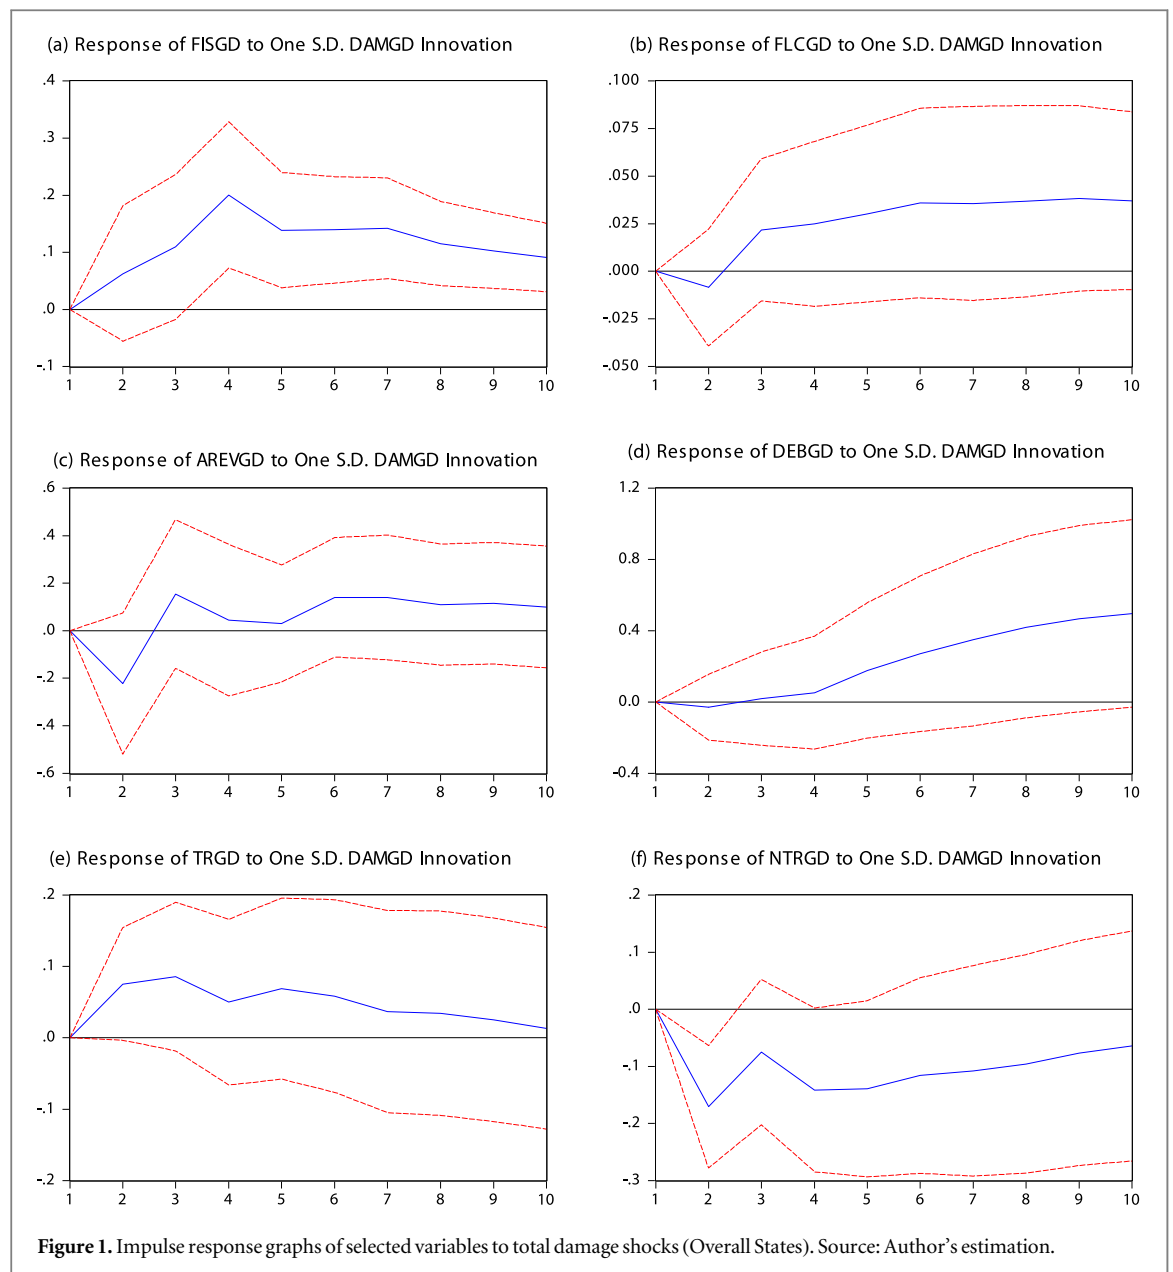 (a) Response of FISGD to One S.D. DAMGD Innovation
.4
.3
.2
.1
.0
-.1
1 2 3 4 5 6 7 8 9 10
(b) Response of FLCGD to One S.D. DAMGD Innovation
.100
.075
.050
.025
.000
-.025
-.050
1 2 3 4 5 6 7 8 9 10
(c) Response of AREVGD to One S.D. DAMGD Innovation
.6
.4
.2
.0
-.2
-.4
-.6
1 2 3 4 5 6 7 8 9 10
(d) Response of DEBGD to One S.D. DAMGD Innovation
1.2
0.8
0.4
0.0
-0.4
1 2 3 4 5 6 7 8 9 10
(e) Response of TRGD to One S.D. DAMGD Innovation
.2
.1
.0
-.1
-.2
1 2 3 4 5 6 7 8 9 10
(f) Response of NTRGD to One S.D. DAMGD Innovation
.2
.1
.0
-.1
-.2
-.3
1 2 3 4 5 6 7 8 9 10
Figure 1. Impulse response graphs of selected variables to total damage shocks (Overall States). Source: Author's estimation.